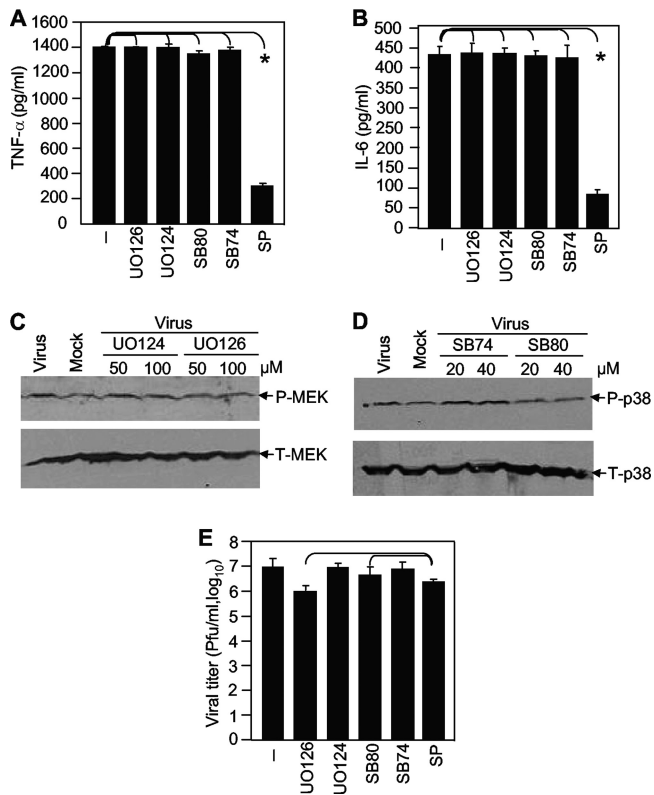 A
TNF-α (pg/ml)
1600
1400
1200
1000
800
600
400
200
0
*
–
UO126
UO124
SB80
SB74
SP
B
IL-6 (pg/ml)
500
450
400
350
300
250
200
150
100
50
0
*
–
UO126
UO124
SB80
SB74
SP
C
Virus
Virus
Mock
UO124
UO126
50
100
50
100
μM
P-MEK
T-MEK
D
Virus
Virus
Mock
SB74
SB80
20
40
20
40
μM
P-p38
T-p38
E
Viral titer (Pfu/ml,log10)
8
7
6
5
4
3
2
1
0
–
UO126
UO124
SB80
SB74
SP